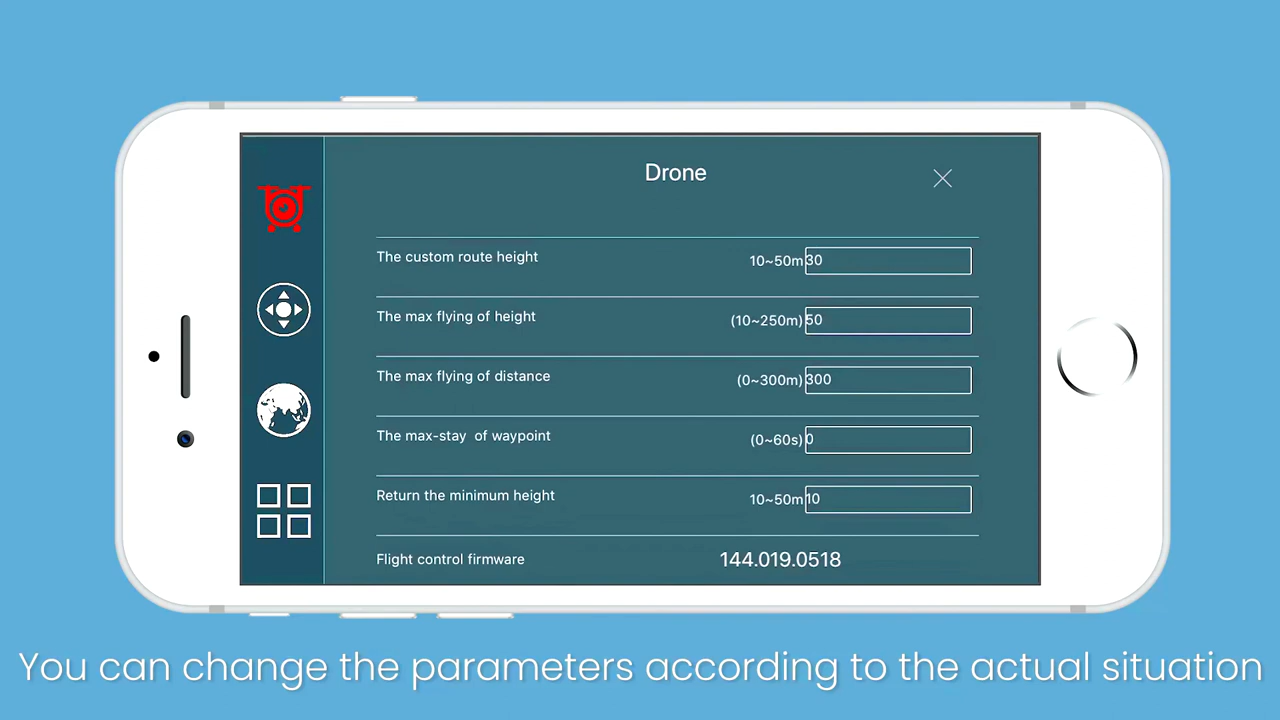 Drone
The custom route height 10~50m 30
The max flying of height (10~250m) 50
The max flying of distance (0~300m) 300
The max-stay of waypoint (0~60s) 0
Return the minimum height 10~50m 10
Flight control firmware 144.019.0518
You can change the parameters according to the actual situation